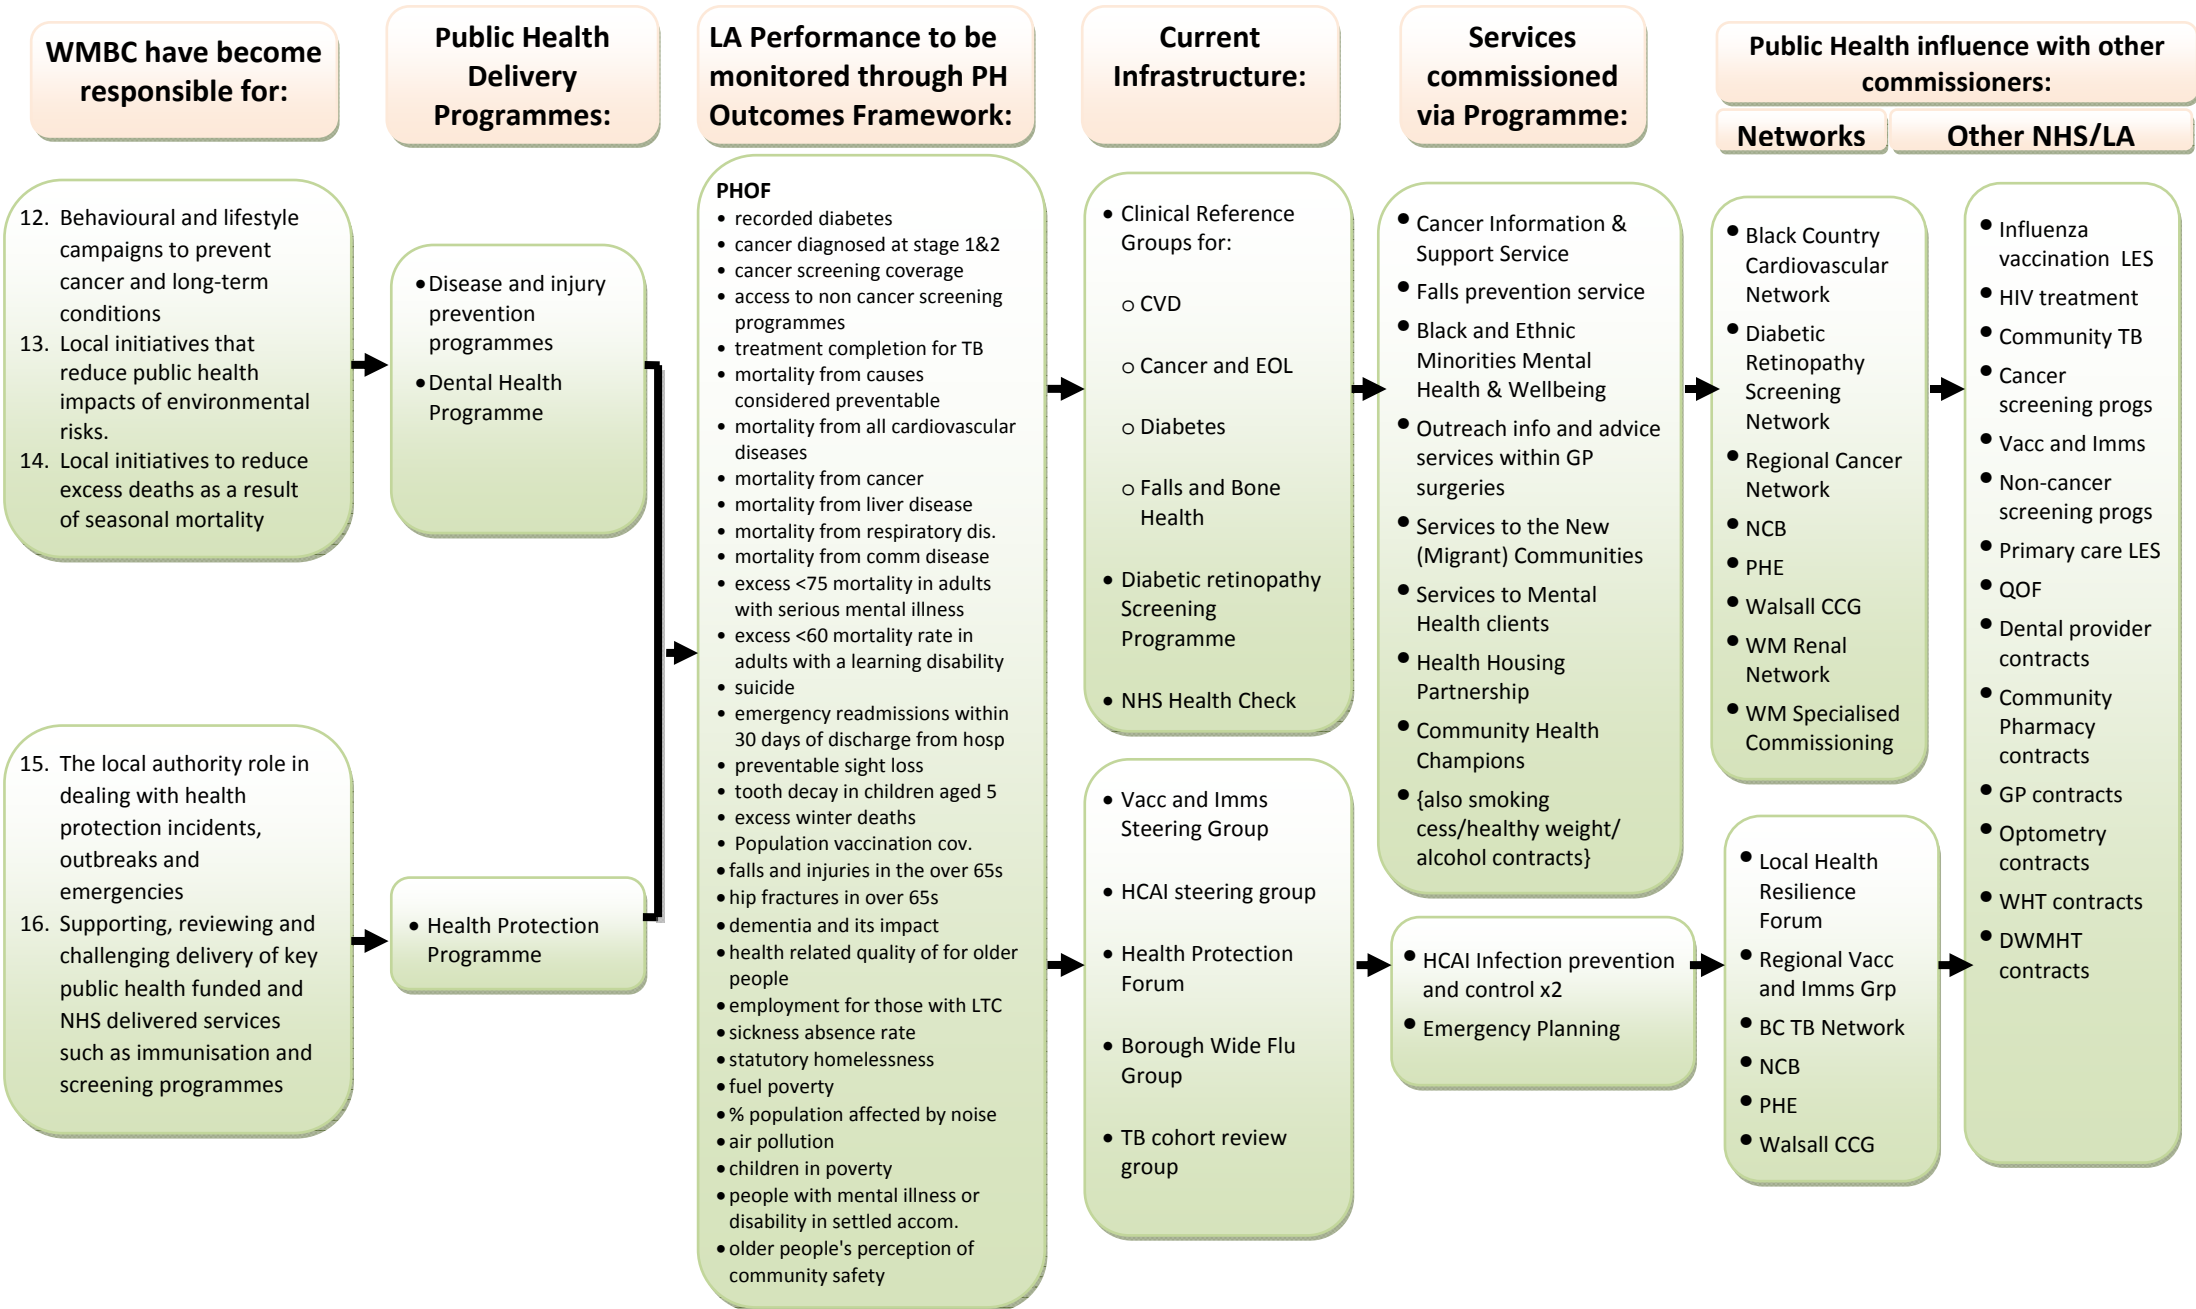 WMBC have become
responsible for:
Public Health
Delivery
Programmes:
LA Performance to be
monitored through PH
Outcomes Framework:
Current
Infrastructure:
Services
commissioned
via Programme:
Public Health influence with other
commissioners:
Networks
Other NHS/LA
12. Behavioural and lifestyle
campaigns to prevent
cancer and long-term
conditions
13. Local initiatives that
reduce public health
impacts of environmental
risks.
14. Local initiatives to reduce
excess deaths as a result
of seasonal mortality
15. The local authority role in
dealing with health
protection incidents,
outbreaks and
emergencies
16. Supporting, reviewing and
challenging delivery of key
public health funded and
NHS delivered services
such as immunisation and
screening programmes
• Disease and injury
prevention
programmes
• Dental Health
Programme
• Health Protection
Programme
PHOF
• recorded diabetes
• cancer diagnosed at stage 1&2
• cancer screening coverage
• access to non cancer screening
programmes
• treatment completion for TB
• mortality from causes
considered preventable
• mortality from all cardiovascular
diseases
• mortality from cancer
• mortality from liver disease
• mortality from respiratory dis.
• mortality from comm disease
• excess <75 mortality in adults
with serious mental illness
• excess <60 mortality rate in
adults with a learning disability
• suicide
• emergency readmissions within
30 days of discharge from hosp
• preventable sight loss
• tooth decay in children aged 5
• excess winter deaths
• Population vaccination cov.
• falls and injuries in the over 65s
• hip fractures in over 65s
• dementia and its impact
• health related quality of for older
people
• employment for those with LTC
• sickness absence rate
• statutory homelessness
• fuel poverty
• % population affected by noise
• air pollution
• children in poverty
• people with mental illness or
disability in settled accom.
• older people's perception of
community safety
• Clinical Reference
Groups for:
o CVD
o Cancer and EOL
o Diabetes
o Falls and Bone
Health
• Diabetic retinopathy
Screening
Programme
• NHS Health Check
• Vacc and Imms
Steering Group
• HCAI steering group
• Health Protection
Forum
• Borough Wide Flu
Group
• TB cohort review
group
• Cancer Information &
Support Service
• Falls prevention service
• Black and Ethnic
Minorities Mental
Health & Wellbeing
• Outreach info and advice
services within GP
surgeries
• Services to the New
(Migrant) Communities
• Services to Mental
Health clients
• Health Housing
Partnership
• Community Health
Champions
• {also smoking
cess/healthy weight/
alcohol contracts}
• HCAI Infection prevention
and control x2
• Emergency Planning
• Black Country
Cardiovascular
Network
• Diabetic
Retinopathy
Screening
Network
• Regional Cancer
Network
• NCB
• PHE
• Walsall CCG
• WM Renal
Network
• WM Specialised
Commissioning
• Local Health
Resilience
Forum
• Regional Vacc
and Imms Grp
• BC TB Network
• NCB
• PHE
• Walsall CCG
• Influenza
vaccination LES
• HIV treatment
• Community TB
• Cancer
screening progs
• Vacc and Imms
• Non-cancer
screening progs
• Primary care LES
• QOF
• Dental provider
contracts
• Community
Pharmacy
contracts
• GP contracts
• Optometry
contracts
• WHT contracts
• DWMHT
contracts